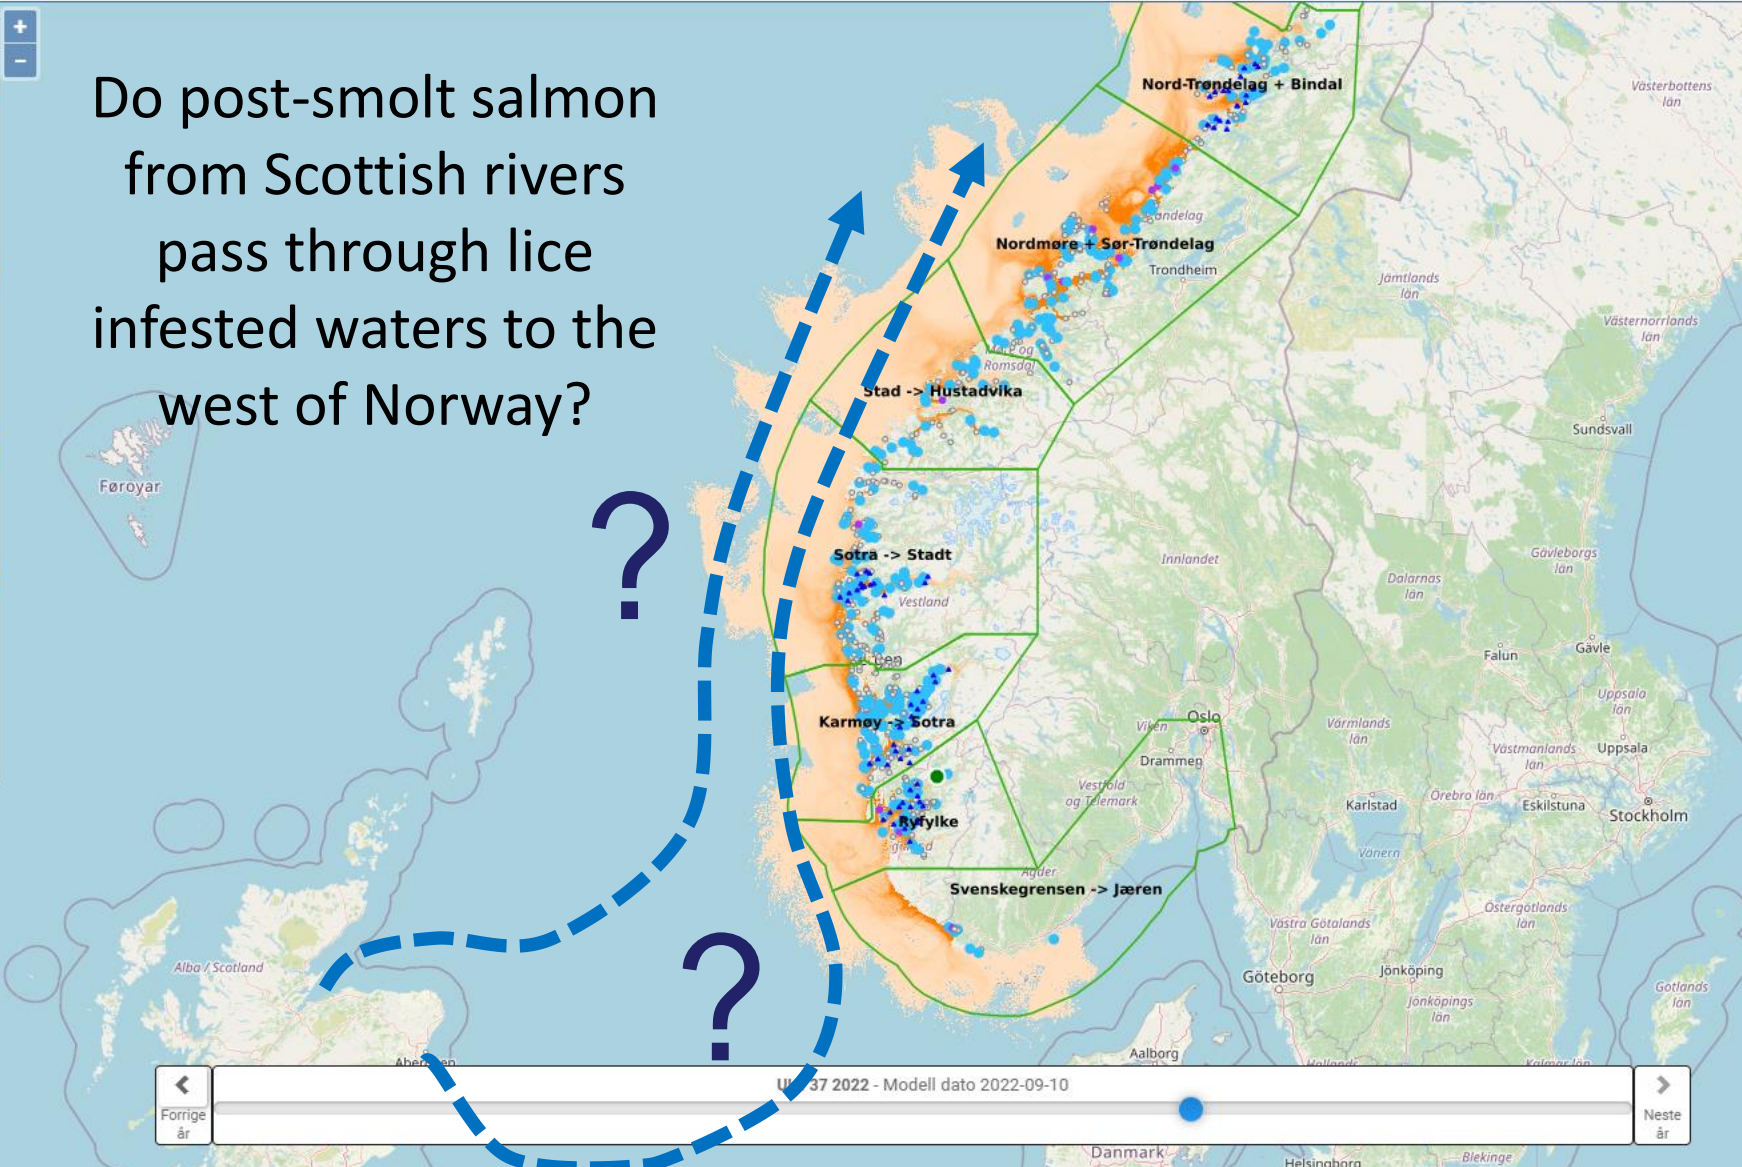 +
−
Do post-smolt salmon
from Scottish rivers
pass through lice
infested waters to the
west of Norway?
Nord-Trøndelag + Bindal
Västerbottens
län
Nordmøre + Sør-Trøndelag
Trondheim
Jämtlands
län
Västernorrlands
län
Romsdal
Stad -> Hustadvika
Sundsvall
Føroyar
?
Sotra -> Stadt
Vestland
Innlandet
Gävleborgs
län
Dalarnas
län
Falun
Gävle
Uppsala
län
Karmøy -> Sotra
Viken
Oslo
Värmlands
län
Västmanlands
län
Uppsala
Drammen
Vestfold
og Telemark
Karlstad
Örebro län
Eskilstuna
Stockholm
Ryfylke
Vänern
Agder
Svenskegrensen -> Jæren
Östergötlands
län
Västra Götalands
län
Alba / Scotland
?
Göteborg
Jönköping
Jönköpings
län
Gotlands
län
Aalborg
Kalmar län
37 2022 - Modell dato 2022-09-10
Forrige
år
Neste
år
Danmark
Helsingborg
Blekinge